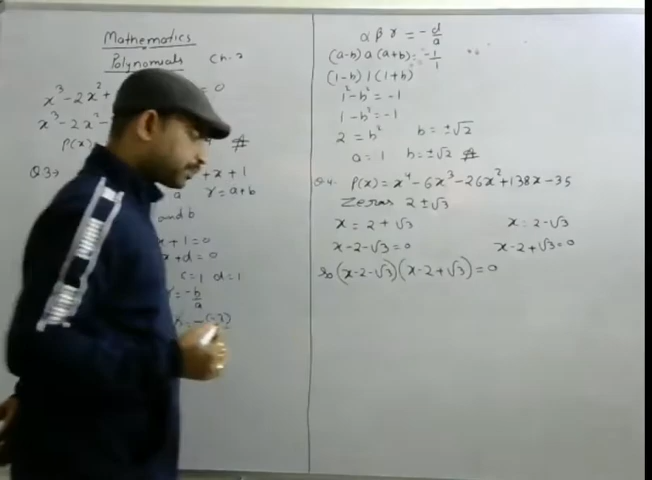 Mathematics
Polynomials Ch. 2
x³ - 2x² + = 0
x³ - 2x² -
P(x)
Q3→ + x + 1
a r = a + b
and b
x + 1 = 0
x + d = 0
c = 1 d = 1
= -b/a
= -(-3)
α β γ = -d/a
(a-b) a (a+b) = -1/1
(1-b) 1 (1+b)
1² - b² = -1
1 - b² = -1
2 = b² b = ±√2
a = 1 b = ±√2
Q4. P(x) = x⁴ - 6x³ - 26x² + 138x - 35
Zeros 2 ± √3
x = 2 + √3 x = 2 - √3
x - 2 - √3 = 0 x - 2 + √3 = 0
So (x - 2 - √3)(x - 2 + √3) = 0